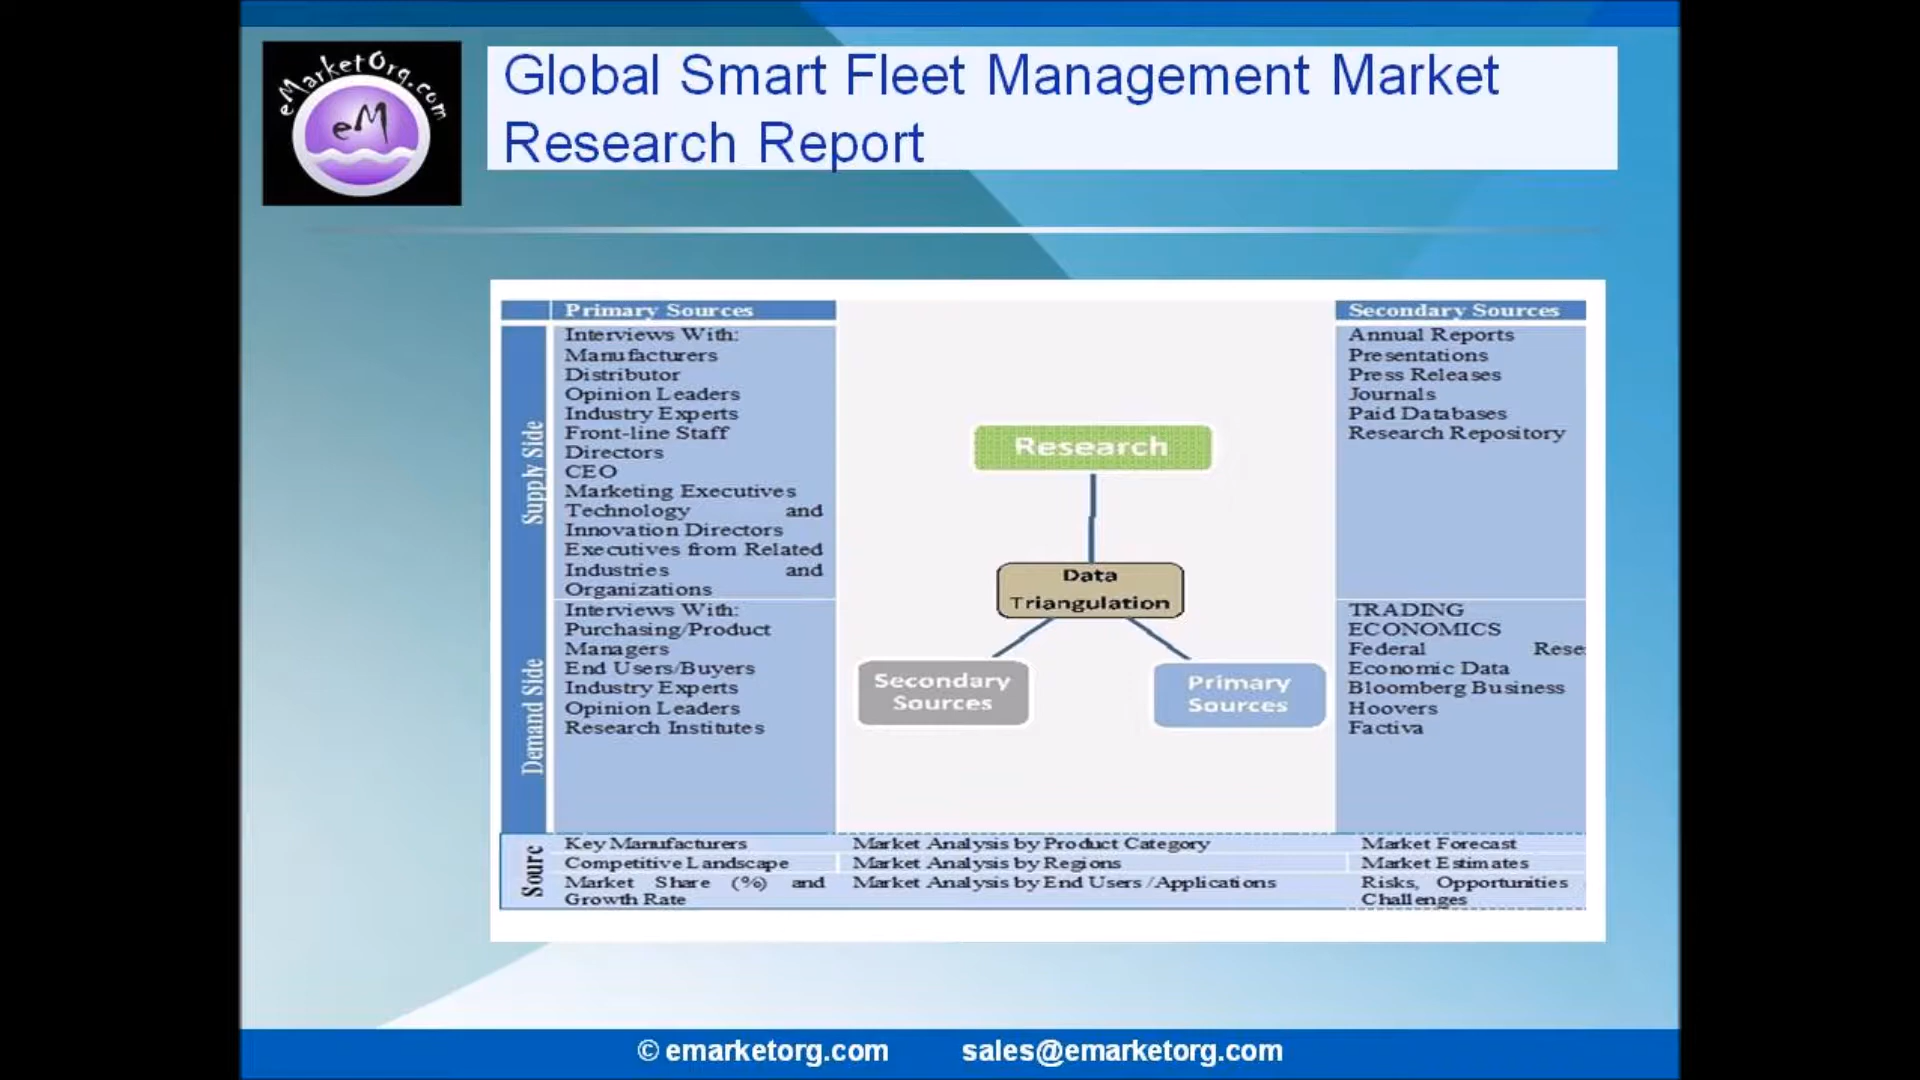 eMarketOrg.com
eM
Global Smart Fleet Management Market
Research Report
Primary Sources
Supply Side
Interviews With:
Manufacturers
Distributor
Opinion Leaders
Industry Experts
Front-line Staff
Directors
CEO
Marketing Executives
Technology and
Innovation Directors
Executives from Related
Industries and
Organizations
Demand Side
Interviews With:
Purchasing/Product
Managers
End Users/Buyers
Industry Experts
Opinion Leaders
Research Institutes
Research
Data
Triangulation
Secondary
Sources
Primary
Sources
Secondary Sources
Annual Reports
Presentations
Press Releases
Journals
Paid Databases
Research Repository
TRADING
ECONOMICS
Federal Rese
Economic Data
Bloomberg Business
Hoovers
Factiva
Sourc
Key Manufacturers
Competitive Landscape
Market Share (%) and
Growth Rate
Market Analysis by Product Category
Market Analysis by Regions
Market Analysis by End Users /Applications
Market Forecast
Market Estimates
Risks, Opportunities
Challenges
© emarketorg.com sales@emarketorg.com